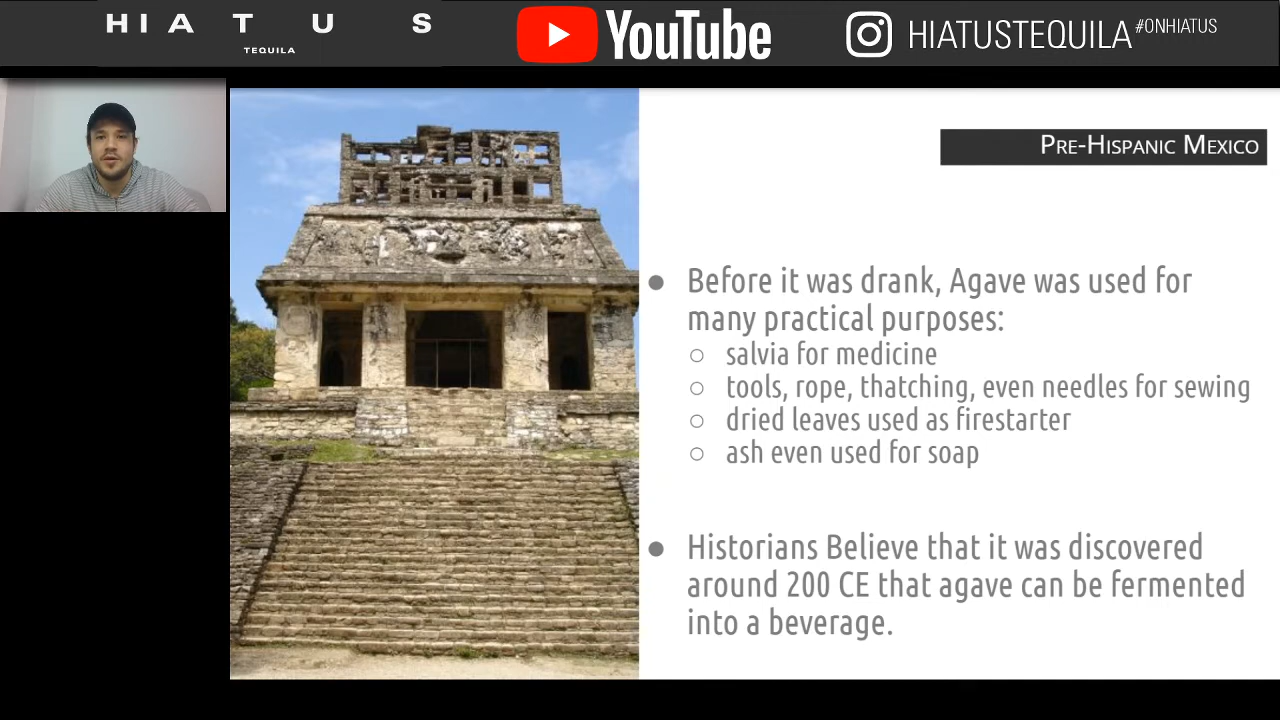 HIATUS
TEQUILA
YouTube
HIATUSTEQUILA #ONHIATUS
Pre-Hispanic Mexico
● Before it was drank, Agave was used for
many practical purposes:
○ salvia for medicine
○ tools, rope, thatching, even needles for sewing
○ dried leaves used as firestarter
○ ash even used for soap
● Historians Believe that it was discovered
around 200 CE that agave can be fermented
into a beverage.